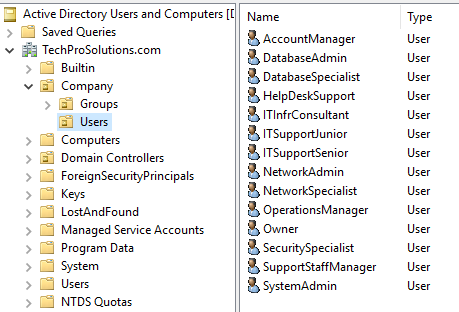 Active Directory Users and Computers [D
Saved Queries
TechProSolutions.com
Builtin
Company
Groups
Users
Computers
Domain Controllers
ForeignSecurityPrincipals
Keys
LostAndFound
Managed Service Accounts
Program Data
System
Users
NTDS Quotas
Name Type
AccountManager User
DatabaseAdmin User
DatabaseSpecialist User
HelpDeskSupport User
ITInfrConsultant User
ITSupportJunior User
ITSupportSenior User
NetworkAdmin User
NetworkSpecialist User
OperationsManager User
Owner User
SecuritySpecialist User
SupportStaffManager User
SystemAdmin User